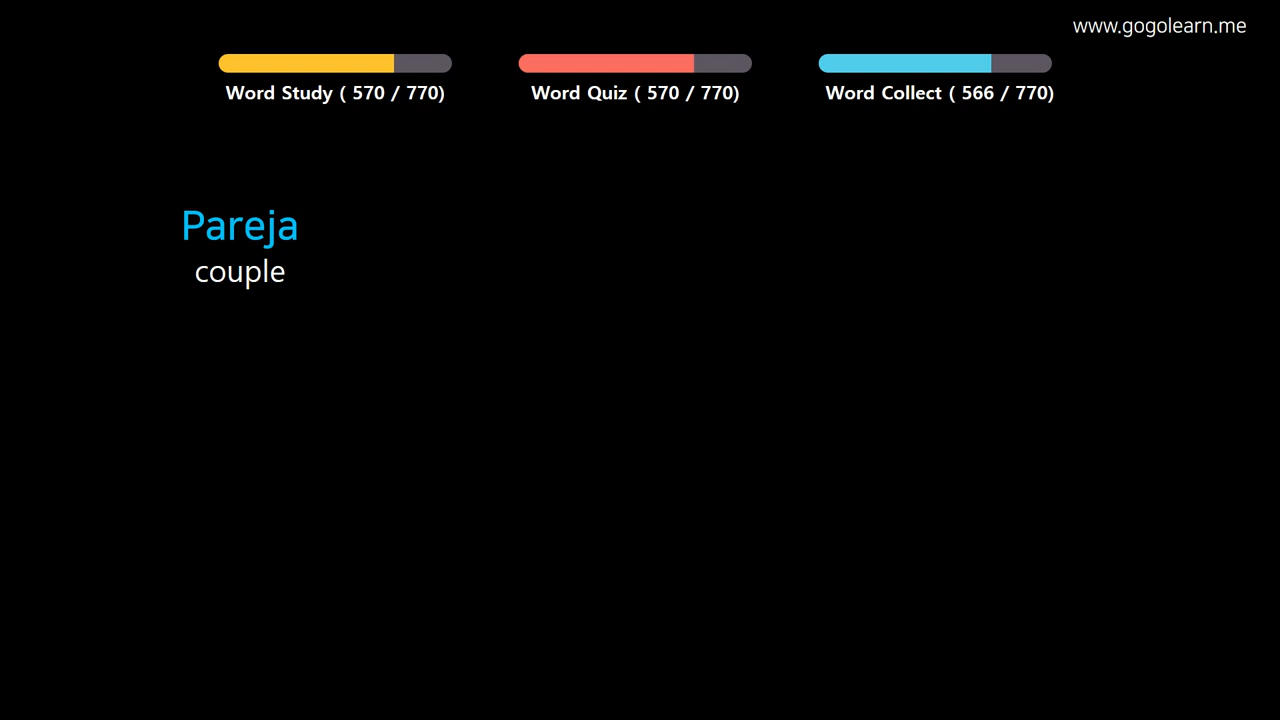 www.gogolearn.me
Word Study ( 570 / 770)
Word Quiz ( 570 / 770)
Word Collect ( 566 / 770)
Pareja
couple